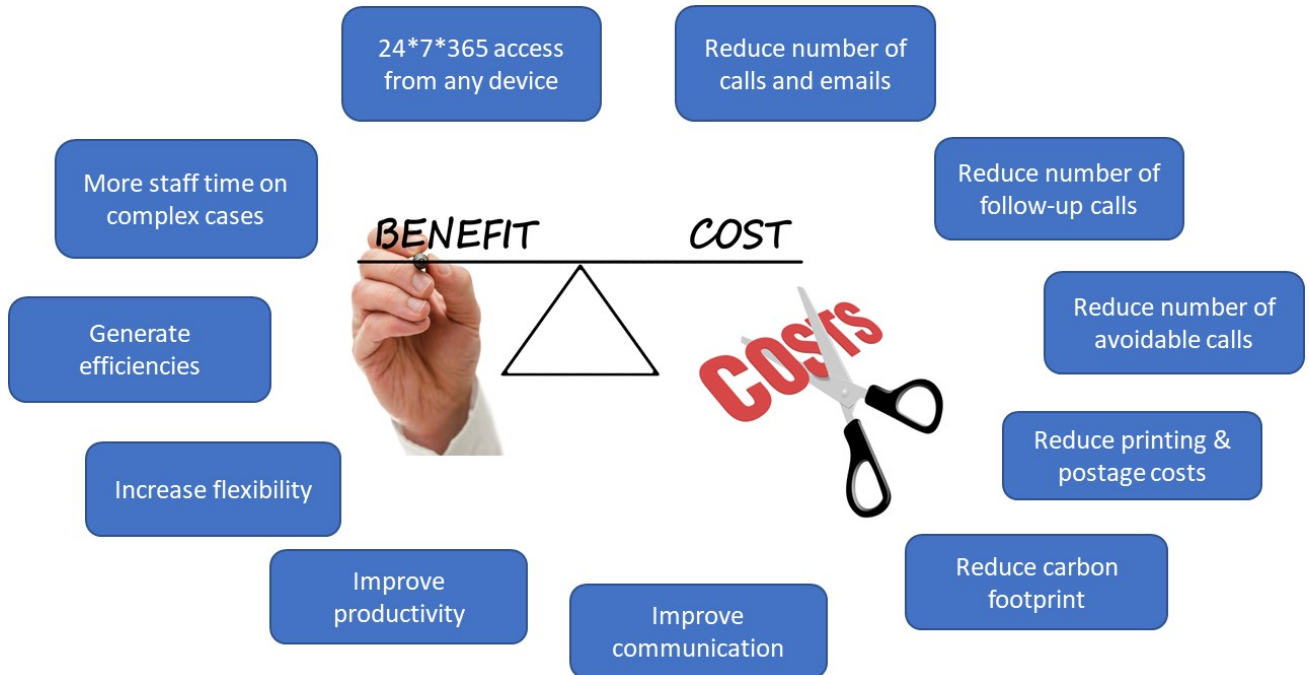 24*7*365 access
from any device
Reduce number of
calls and emails
More staff time on
complex cases
Reduce number of
follow-up calls
BENEFIT
COST
Generate
efficiencies
COSTS
Reduce number of
avoidable calls
Increase flexibility
Reduce printing &
postage costs
Improve
productivity
Improve
communication
Reduce carbon
footprint